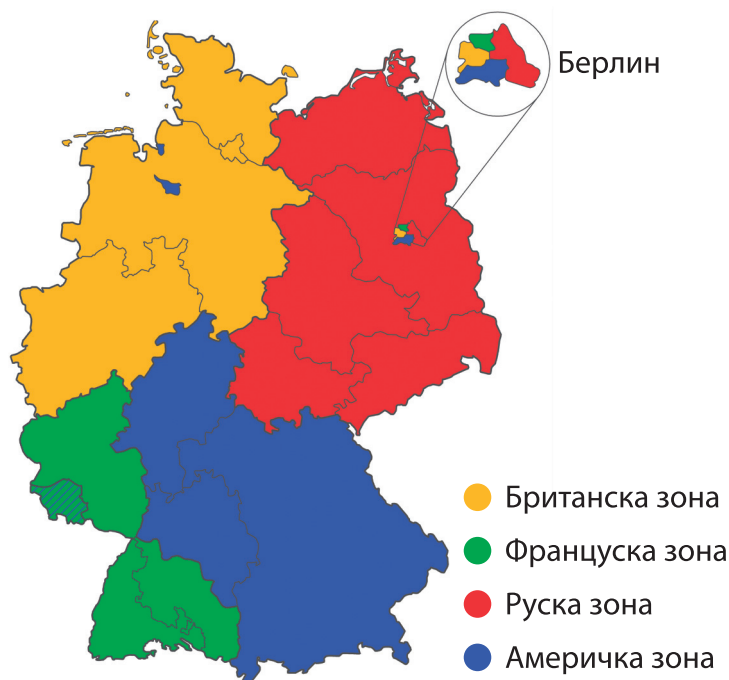 Берлин
Британска зона
Француска зона
Руска зона
Америчка зона